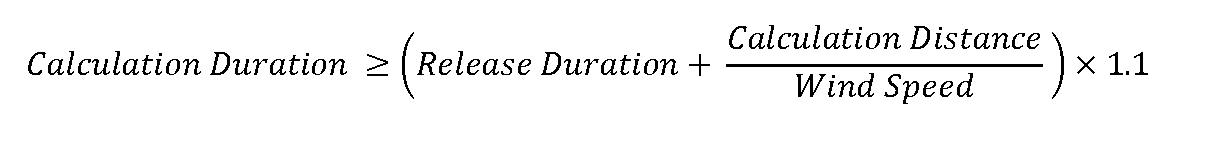 Calculation Duration ≥ (Release Duration + Calculation Distance / Wind Speed) × 1.1